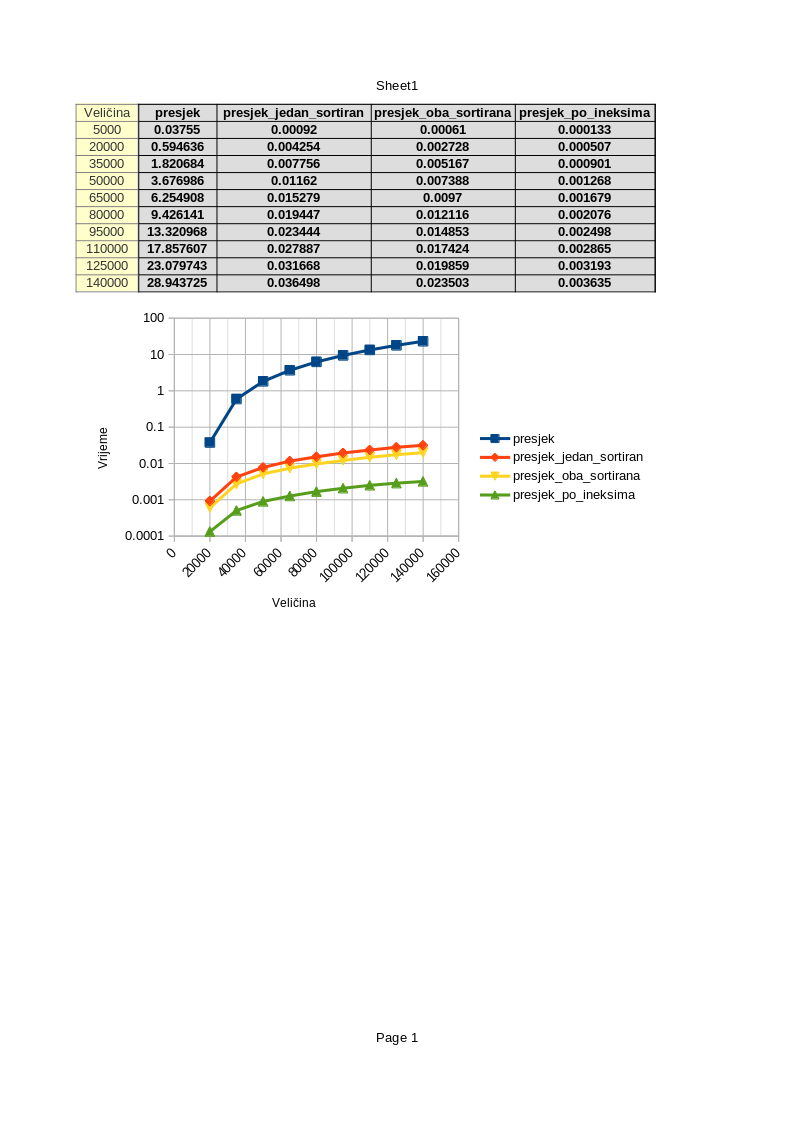 Sheet1
Veličina presjek presjek_jedan_sortiran presjek_oba_sortirana presjek_po_ineksima
5000 0.03755 0.00092 0.00061 0.000133
20000 0.594636 0.004254 0.002728 0.000507
35000 1.820684 0.007756 0.005167 0.000901
50000 3.676986 0.01162 0.007388 0.001268
65000 6.254908 0.015279 0.0097 0.001679
80000 9.426141 0.019447 0.012116 0.002076
95000 13.320968 0.023444 0.014853 0.002498
110000 17.857607 0.027887 0.017424 0.002865
125000 23.079743 0.031668 0.019859 0.003193
140000 28.943725 0.036498 0.023503 0.003635
100
10
1
0.1
0.01
0.001
0.0001
Vrijeme
0 20000 40000 60000 80000 100000 120000 140000 160000
Veličina
presjek
presjek_jedan_sortiran
presjek_oba_sortirana
presjek_po_ineksima
Page 1